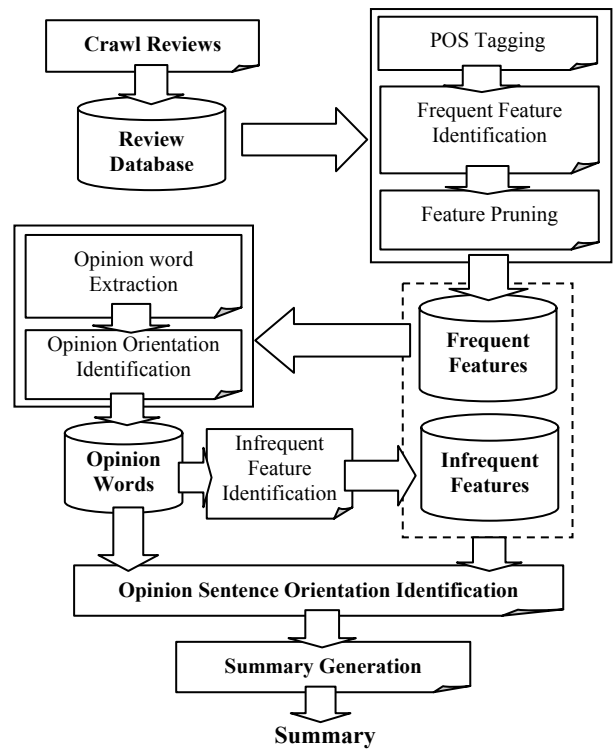 Crawl Reviews
Review
Database
POS Tagging
Frequent Feature
Identification
Feature Pruning
Opinion word
Extraction
Opinion Orientation
Identification
Frequent
Features
Opinion
Words
Infrequent
Feature
Identification
Infrequent
Features
Opinion Sentence Orientation Identification
Summary Generation
Summary